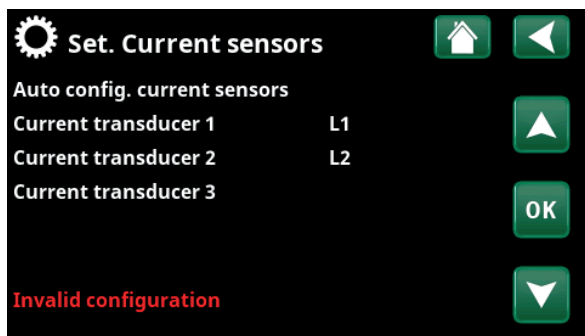 Set. Current sensors
Auto config. current sensors
Current transducer 1 L1
Current transducer 2 L2
Current transducer 3
OK
Invalid configuration